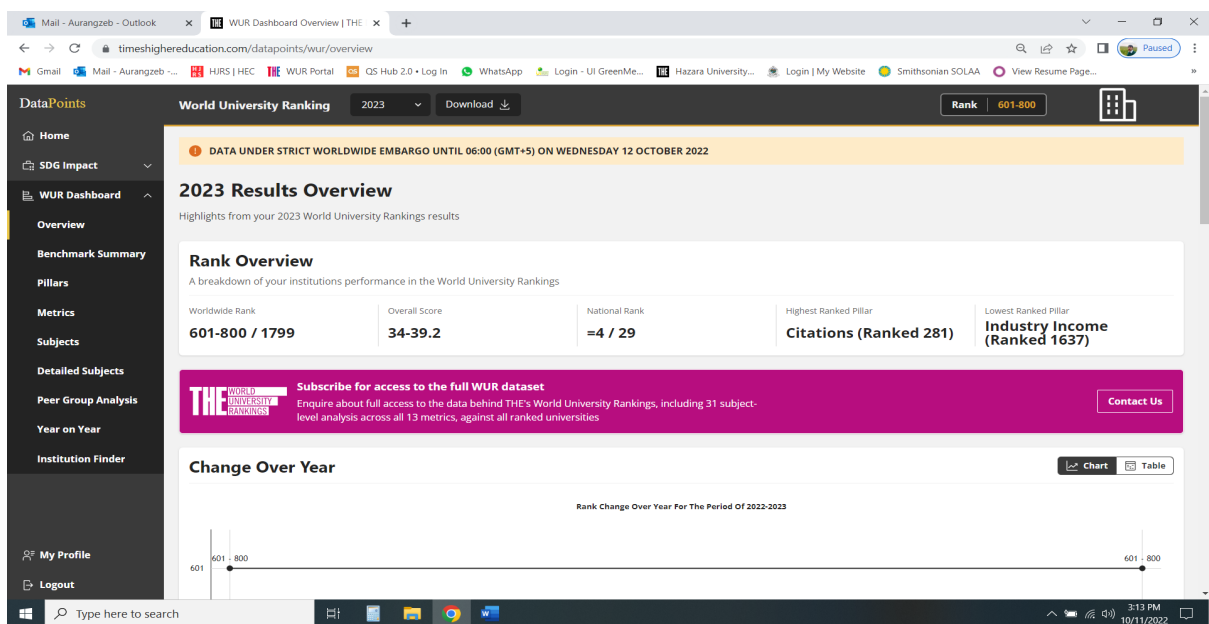 Mail - Aurangzeb - Outlook
THE WUR Dashboard Overview | THE
timeshighereducation.com/datapoints/wur/overview
Paused
Gmail Mail - Aurangzeb -... HJRS | HEC THE WUR Portal QS QS Hub 2.0 • Log In WhatsApp Login - UI GreenMe... THE Hazara University... Login | My Website Smithsonian SOLAA View Resume Page... »
DataPoints
World University Ranking 2023 Download
Rank 601-800
Home
SDG Impact
WUR Dashboard
Overview
Benchmark Summary
Pillars
Metrics
Subjects
Detailed Subjects
Peer Group Analysis
Year on Year
Institution Finder
My Profile
Logout
DATA UNDER STRICT WORLDWIDE EMBARGO UNTIL 06:00 (GMT+5) ON WEDNESDAY 12 OCTOBER 2022
2023 Results Overview
Highlights from your 2023 World University Rankings results
Rank Overview
A breakdown of your institutions performance in the World University Rankings
Worldwide Rank
601-800 / 1799
Overall Score
34-39.2
National Rank
=4 / 29
Highest Ranked Pillar
Citations (Ranked 281)
Lowest Ranked Pillar
Industry Income
(Ranked 1637)
THE WORLD
UNIVERSITY
RANKINGS
Subscribe for access to the full WUR dataset
Enquire about full access to the data behind THE's World University Rankings, including 31 subject-
level analysis across all 13 metrics, against all ranked universities
Contact Us
Change Over Year
Chart Table
Rank Change Over Year For The Period Of 2022-2023
601 - 800 601 - 800
601
Type here to search
3:13 PM
10/11/2022